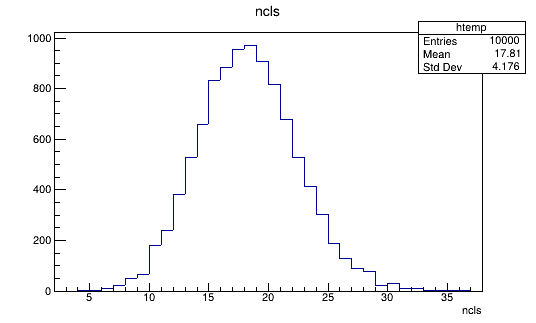 ncls
htemp
Entries 10000
Mean 17.81
Std Dev 4.176
1000
800
600
400
200
0
5 10 15 20 25 30 35
ncls